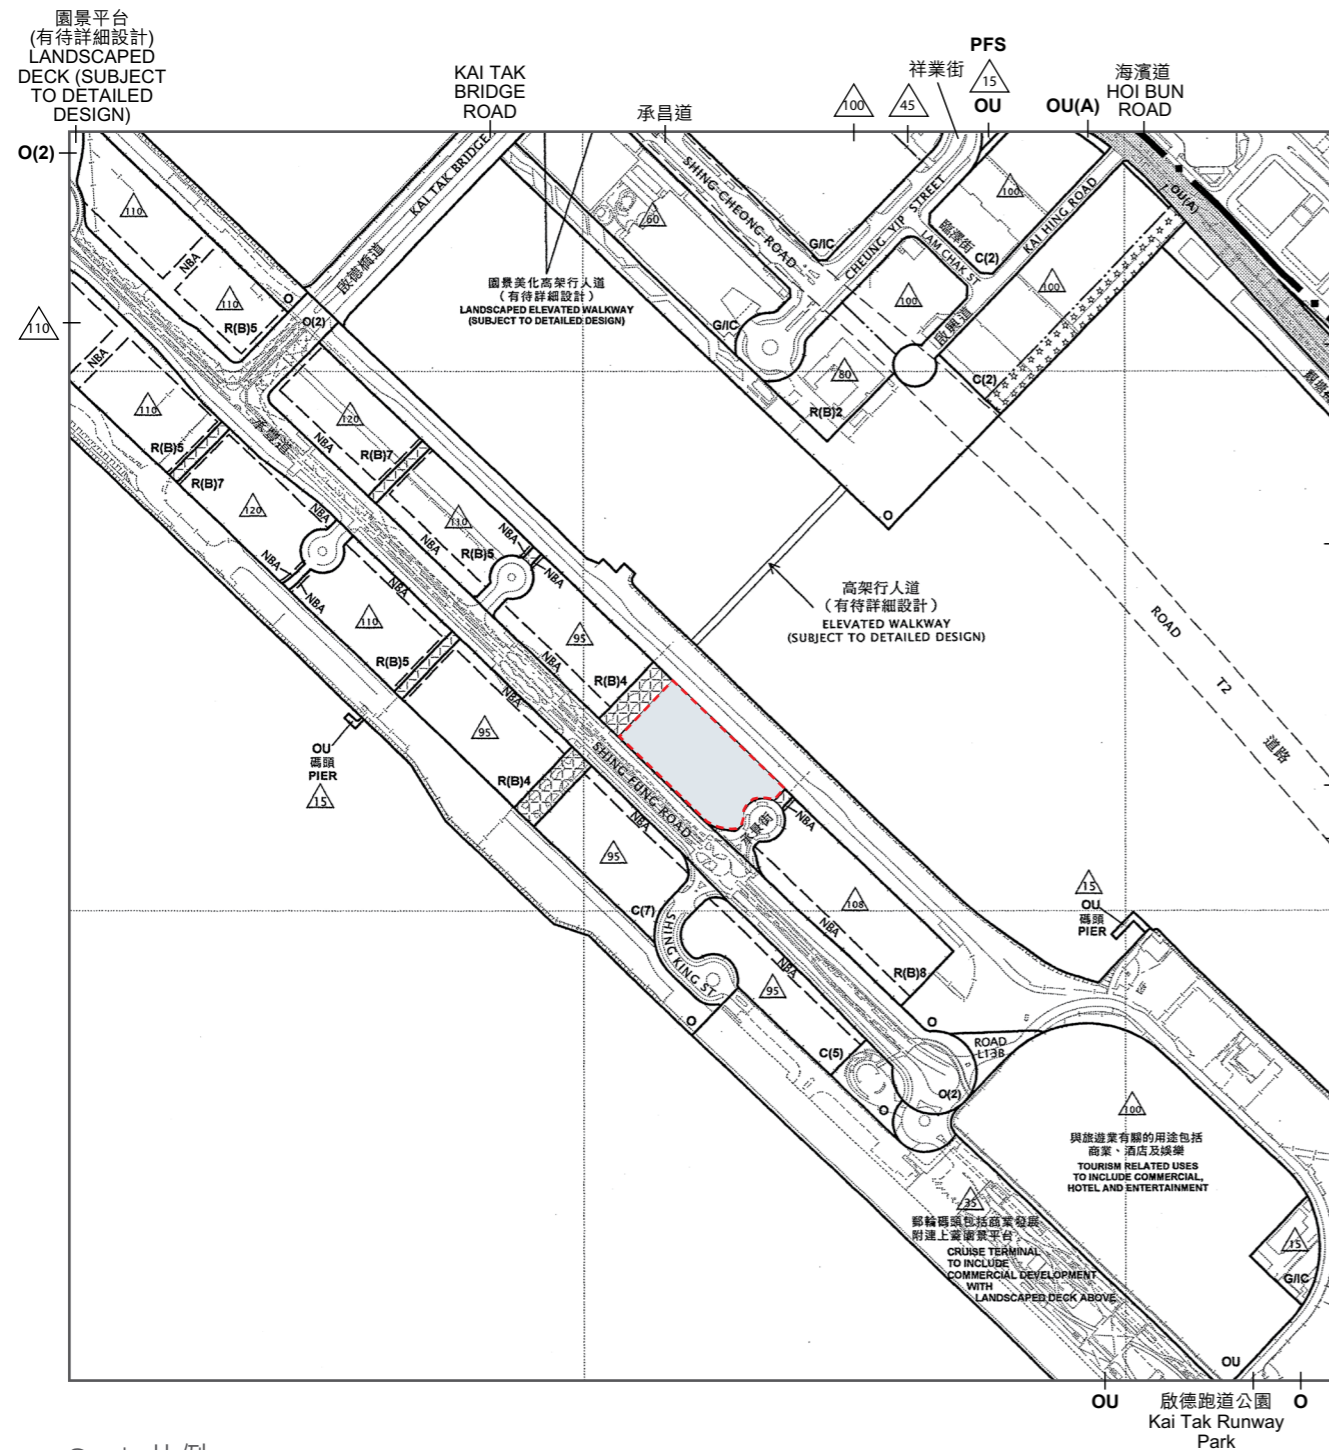 園景平台
(有待詳細設計)
LANDSCAPED
DECK (SUBJECT
TO DETAILED
DESIGN)
KAI TAK
BRIDGE
ROAD
承昌道
100
45
祥業街
PFS
15
OU
OU(A)
海濱道
HOI BUN
ROAD
O(2)
110
NBA
110
R(B)5
O
O(2)
KAI TAK BRIDGE
啟德橋道
園景美化高架行人道
(有待詳細設計)
LANDSCAPED ELEVATED WALKWAY
(SUBJECT TO DETAILED DESIGN)
60
SHING CHEONG ROAD
G/IC
G/IC
CHEUNG YIP STREET
100
臨澤街
LAM CHAK ST
C(2)
KAI HING ROAD
OU(A)
100
100
啟興道
C(2)
80
R(B)2
O
110
NBA
110
R(B)5
承豐道
NBA
120
R(B)7
R(B)7
120
NBA
NBA
NBA
NBA
110
R(B)5
NBA
110
R(B)5
NBA
NBA
NBA
95
R(B)4
NBA
95
R(B)4
高架行人道
(有待詳細設計)
ELEVATED WALKWAY
(SUBJECT TO DETAILED DESIGN)
ROAD
T2
道路
OU
碼頭
PIER
15
SHING FUNG ROAD
NBA
95
承景街
NBA
C(7)
SHING KING ST
108
NBA
R(B)8
15
OU
碼頭
PIER
NBA
95
O
C(5)
O
O
ROAD
L13B
O(2)
100
與旅遊業有關的用途包括
商業、酒店及娛樂
TOURISM RELATED USES
TO INCLUDE COMMERCIAL,
HOTEL AND ENTERTAINMENT
35
郵輪碼頭包括商業發展
附連上蓋園景平台
CRUISE TERMINAL
TO INCLUDE
COMMERCIAL DEVELOPMENT
WITH
LANDSCAPED DECK ABOVE
15
G/IC
OU
OU
啟德跑道公園
Kai Tak Runway
Park
O